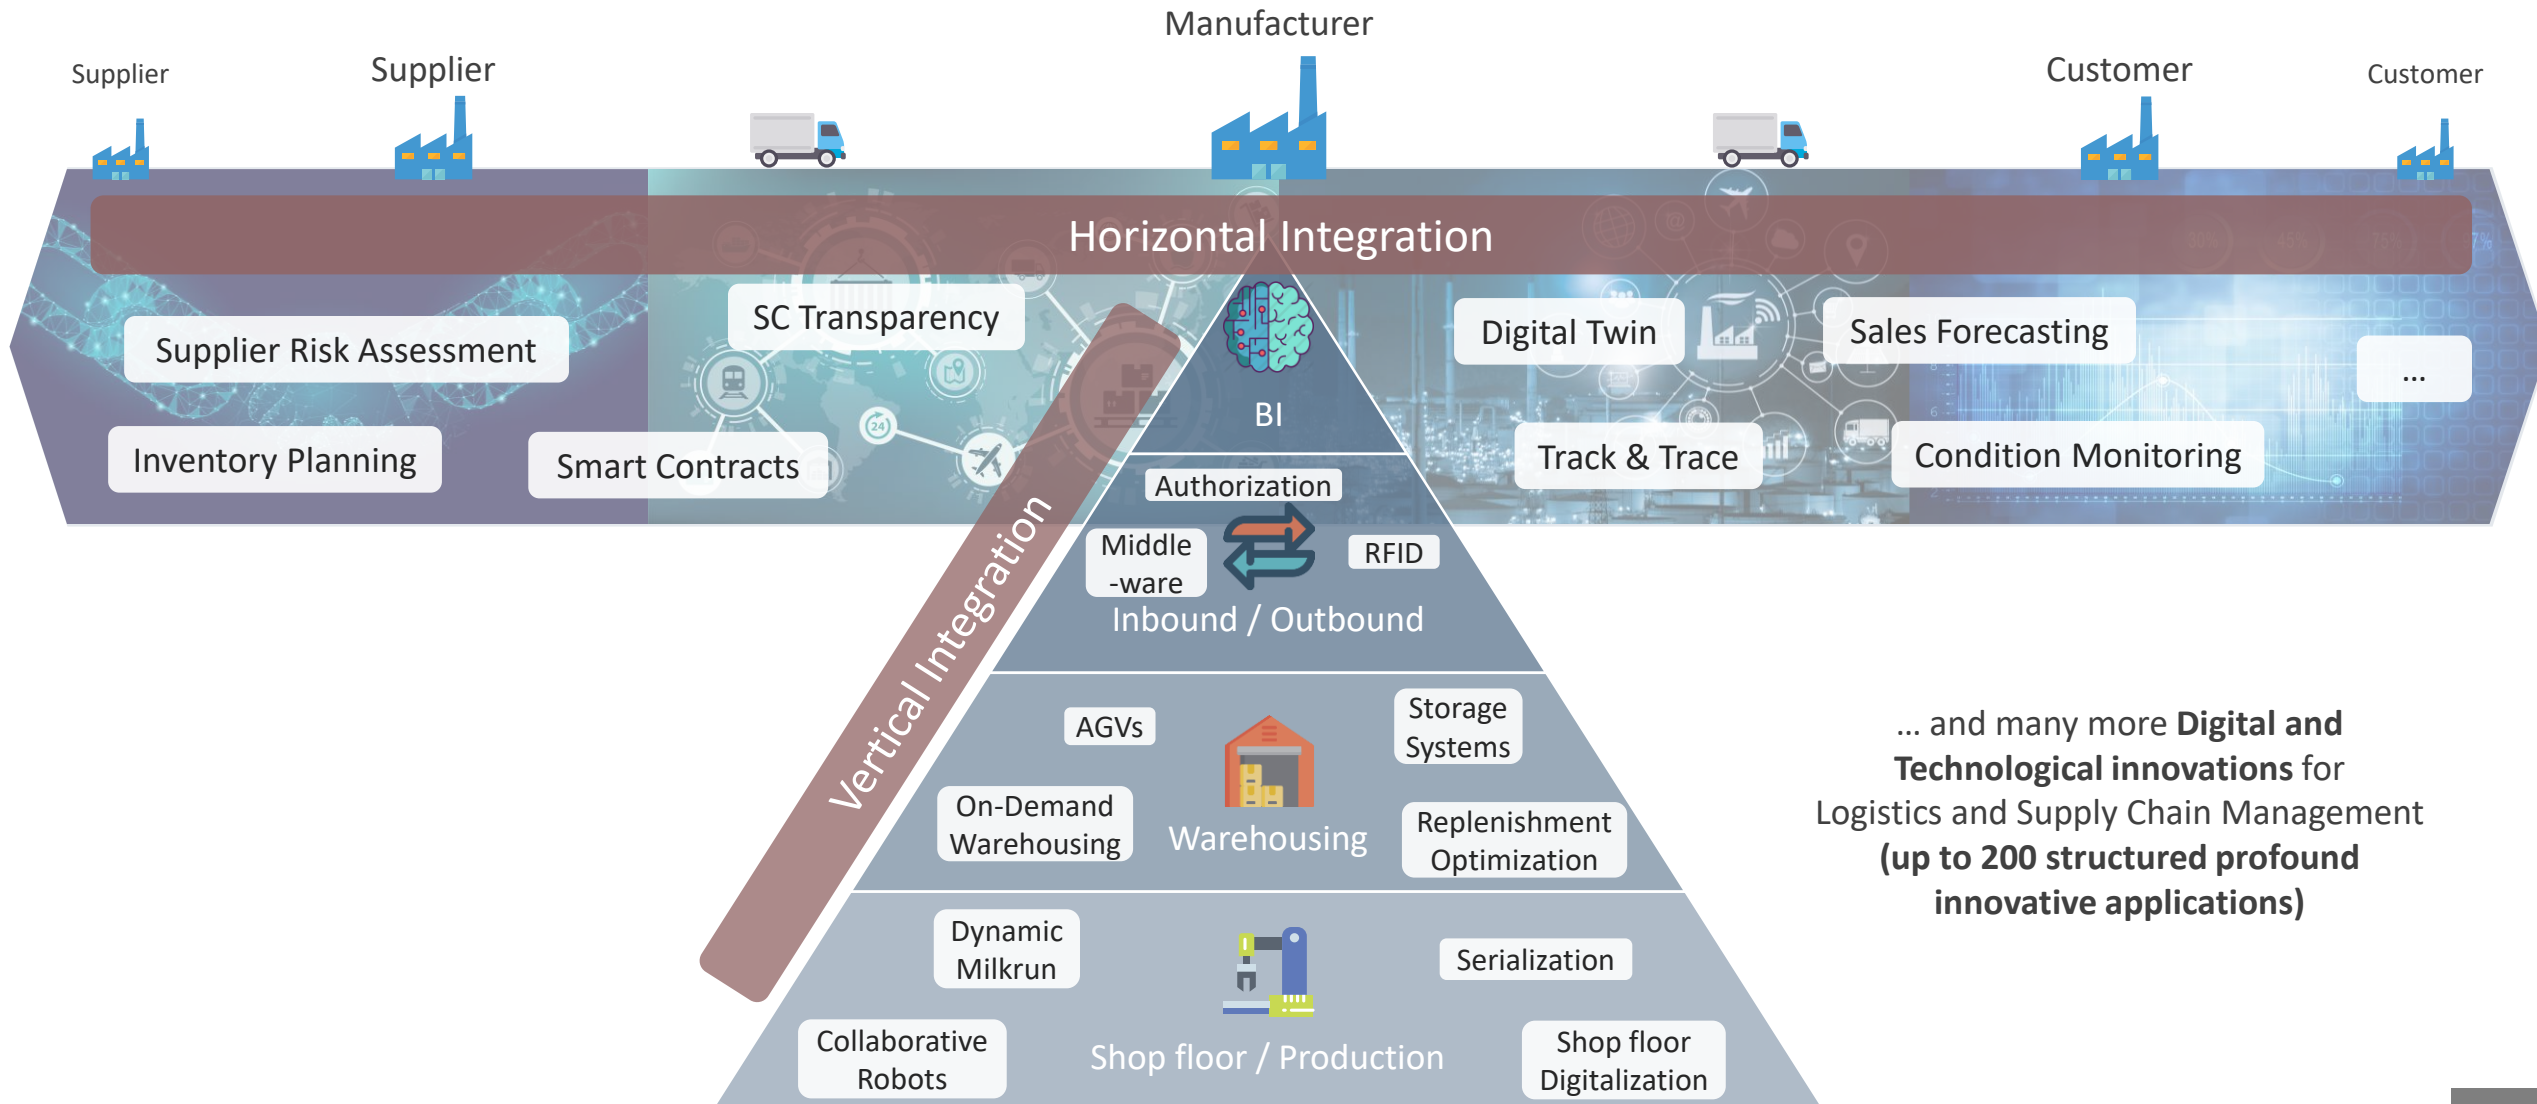 Manufacturer
Supplier
Supplier
Customer
Customer
Horizontal Integration
Supplier Risk Assessment
SC Transparency
Digital Twin
Sales Forecasting
...
Inventory Planning
Smart Contracts
24
BI
Track & Trace
Condition Monitoring
Vertical Integration
Authorization
Middle
-ware
RFID
Inbound / Outbound
AGVs
Storage
Systems
On-Demand
Warehousing
Warehousing
Replenishment
Optimization
Dynamic
Milkrun
Serialization
Collaborative
Robots
Shop floor / Production
Shop floor
Digitalization
... and many more Digital and
Technological innovations for
Logistics and Supply Chain Management
(up to 200 structured profound
innovative applications)